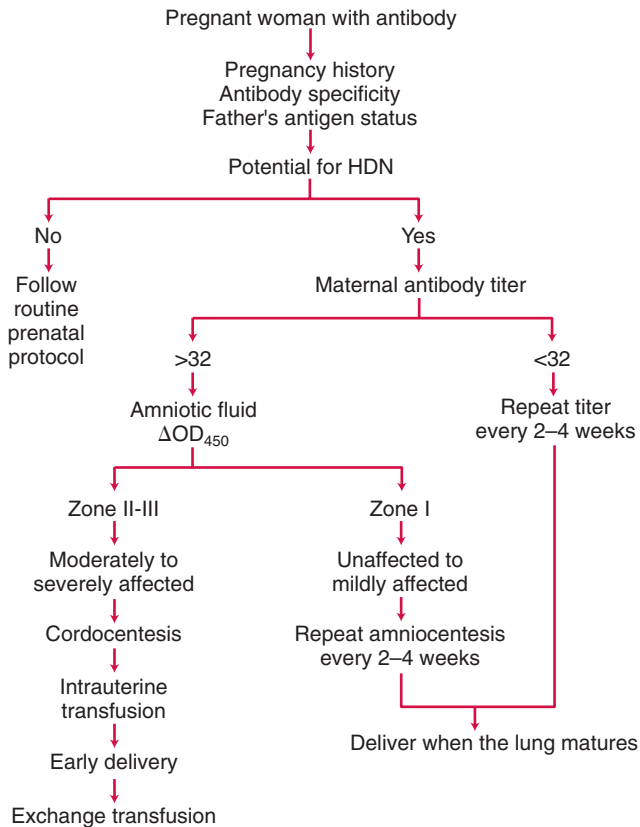 Pregnant woman with antibody
Pregnancy history
Antibody specificity
Father's antigen status
Potential for HDN
No
Yes
Follow
routine
prenatal
protocol
Maternal antibody titer
>32
<32
Amniotic fluid
ΔOD₄₅₀
Repeat titer
every 2–4 weeks
Zone II-III
Zone I
Moderately to
severely affected
Unaffected to
mildly affected
Cordocentesis
Repeat amniocentesis
every 2–4 weeks
Intrauterine
transfusion
Deliver when the lung matures
Early delivery
Exchange transfusion